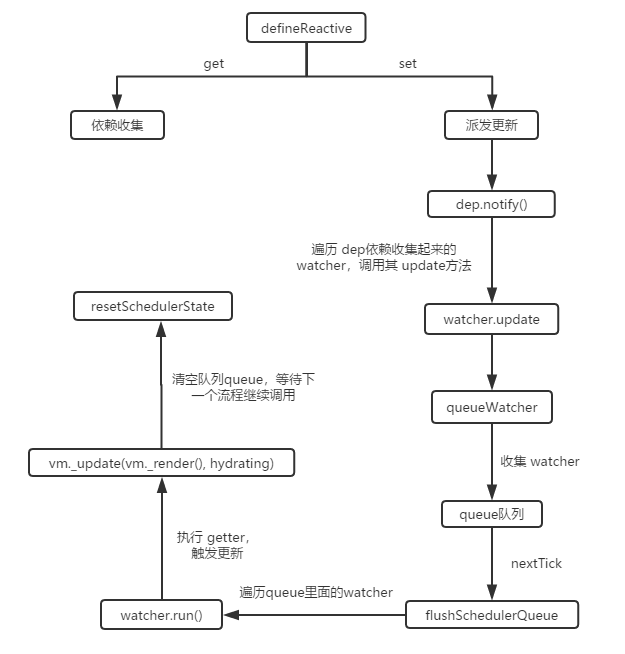 defineReactive
get
set
依赖收集
派发更新
dep.notify()
遍历 dep依赖收集起来的
watcher，调用其 update方法
watcher.update
queueWatcher
收集 watcher
queue队列
nextTick
flushSchedulerQueue
遍历queue里面的watcher
watcher.run()
执行 getter，
触发更新
vm._update(vm._render(), hydrating)
清空队列queue，等待下
一个流程继续调用
resetSchedulerState